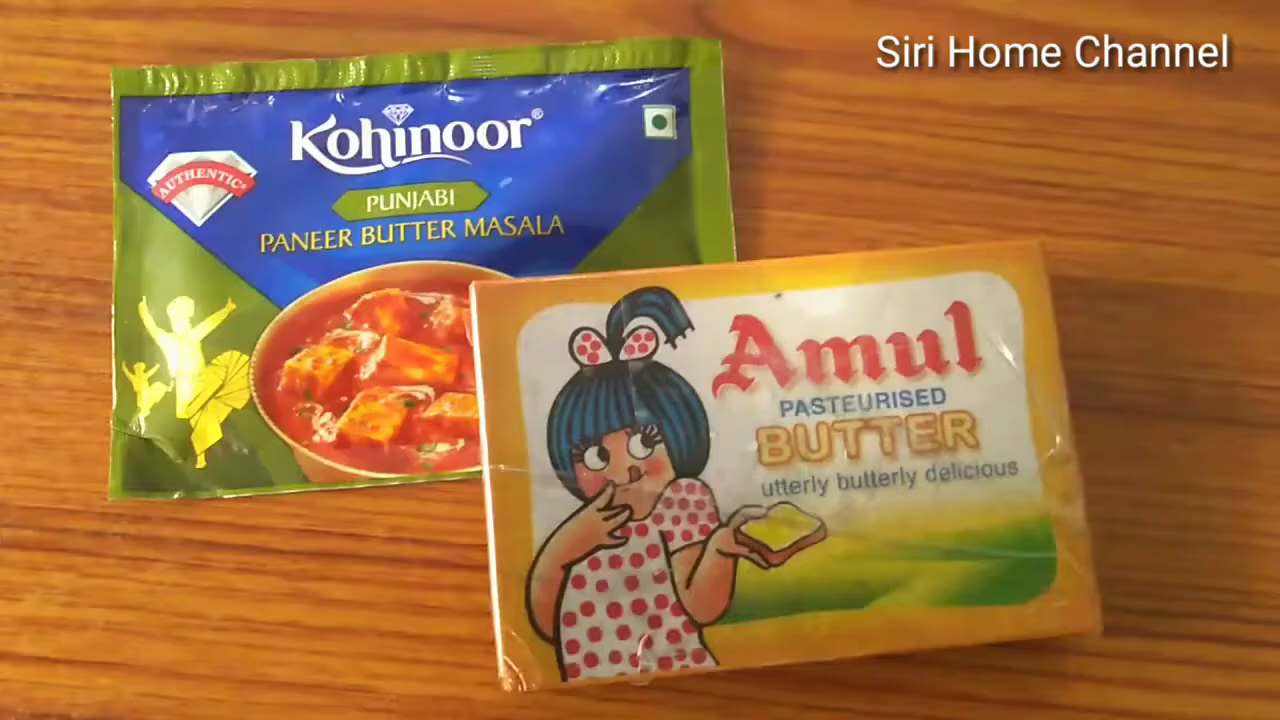 Siri Home Channel
Kohinoor®
AUTHENTIC
PUNJABI
PANEER BUTTER MASALA
Amul
PASTEURISED
BUTTER
utterly butterly delicious